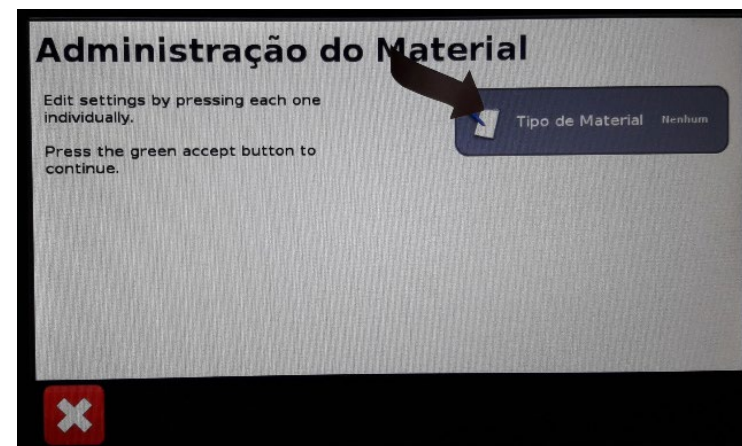 Administração do Material
Edit settings by pressing each one
individually.
Press the green accept button to
continue.
Tipo de Material Nenhum